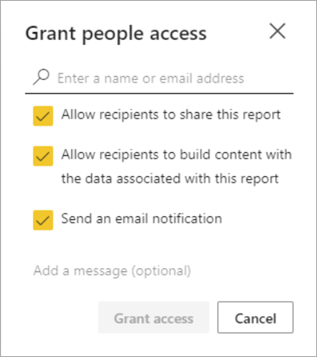 Grant people access
Enter a name or email address
Allow recipients to share this report
Allow recipients to build content with
the data associated with this report
Send an email notification
Add a message (optional)
Grant access
Cancel